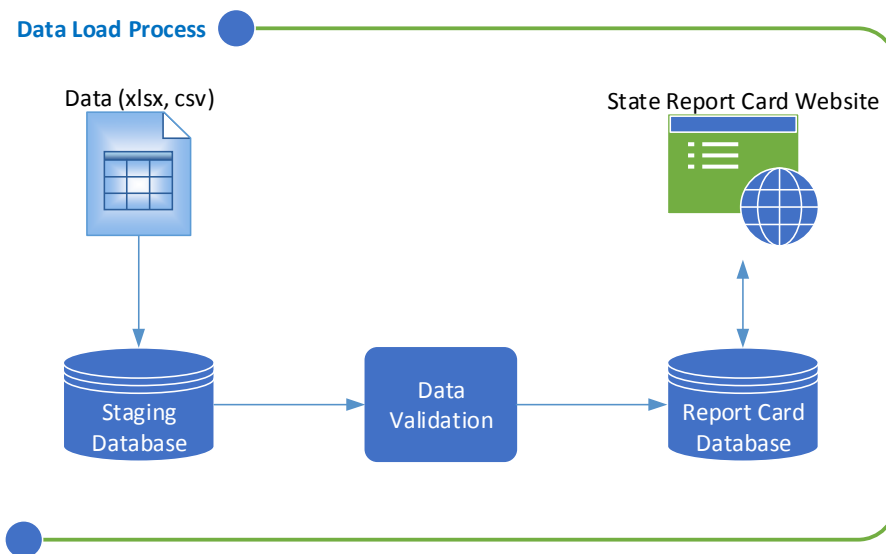 Data Load Process
Data (xlsx, csv)
State Report Card Website
Staging
Database
Data
Validation
Report Card
Database